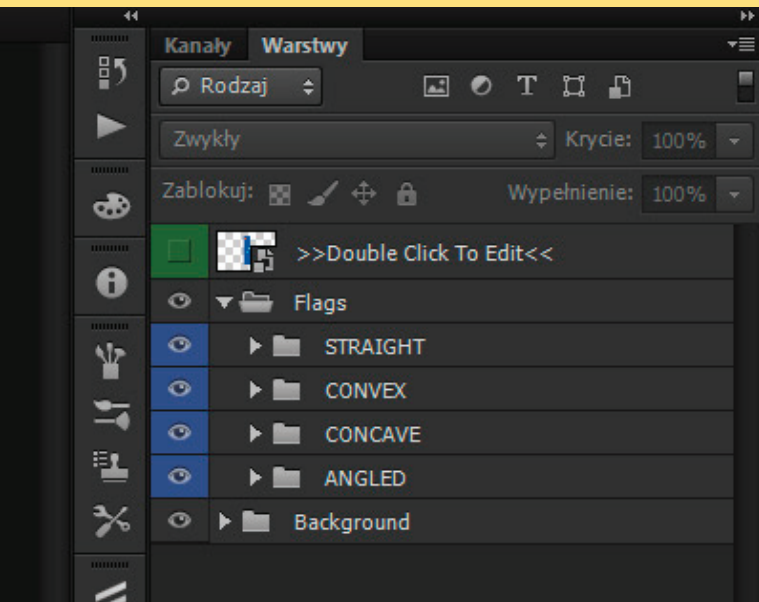 Kanały Warstwy
Rodzaj
Zwykły Krycie: 100%
Zablokuj: Wypełnienie: 100%
>>Double Click To Edit<<
Flags
STRAIGHT
CONVEX
CONCAVE
ANGLED
Background